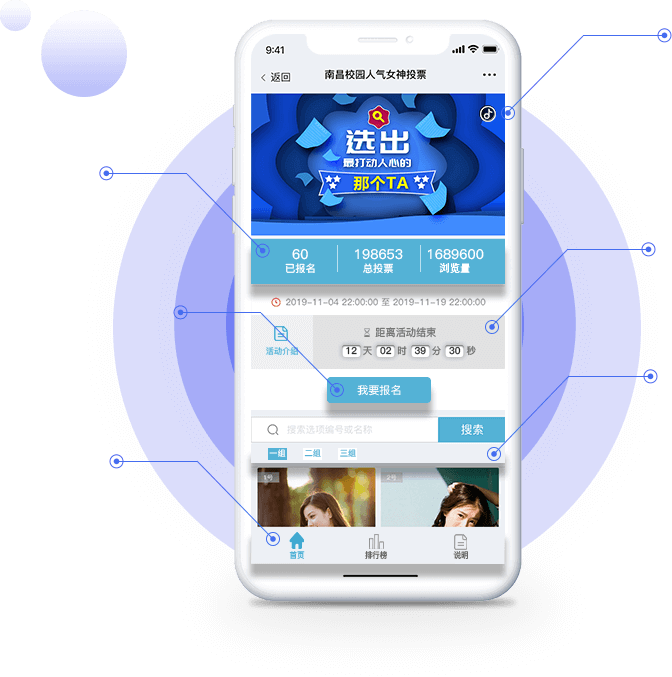 9:41
返回 南昌校园人气女神投票
选出
最打动人心的
那个TA
60 198653 1689600
已报名 总投票 浏览量
2019-11-04 22:00:00 至 2019-11-19 22:00:00
距离活动结束
活动介绍 12 天 02 时 39 分 30 秒
我要报名
搜索选项编号或名称 搜索
一组 二组 三组
1号 2号
首页 排行榜 说明